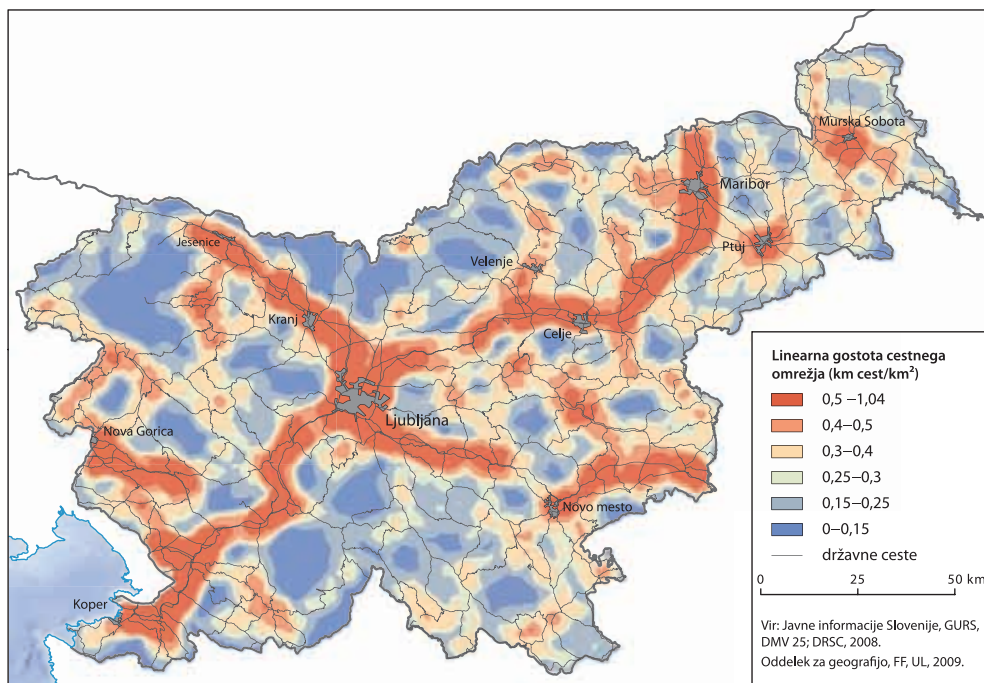 Murska Sobota
Maribor
Jesenice
Ptuj
Velenje
Kranj
Celje
Ljubljana
Nova Gorica
Novo mesto
Koper
Linearna gostota cestnega
omrežja (km cest/km²)
0,5 –1,04
0,4–0,5
0,3–0,4
0,25–0,3
0,15–0,25
0–0,15
državne ceste
0 25 50 km
Vir: Javne informacije Slovenije, GURS,
DMV 25; DRSC, 2008.
Oddelek za geografijo, FF, UL, 2009.